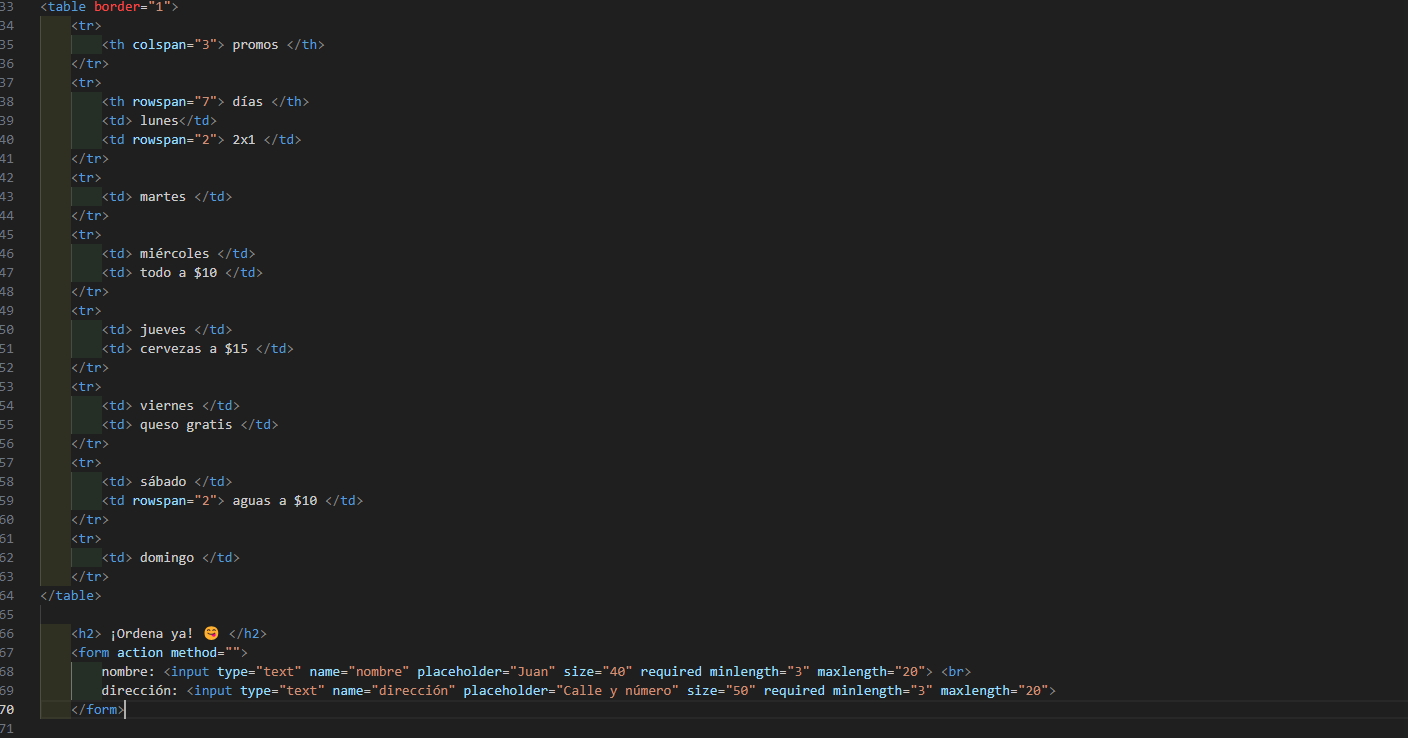 33 <table border="1">
34 <tr>
35 <th colspan="3"> promos </th>
36 </tr>
37 <tr>
38 <th rowspan="7"> días </th>
39 <td> lunes</td>
40 <td rowspan="2"> 2x1 </td>
41 </tr>
42 <tr>
43 <td> martes </td>
44 </tr>
45 <tr>
46 <td> miércoles </td>
47 <td> todo a $10 </td>
48 </tr>
49 <tr>
50 <td> jueves </td>
51 <td> cervezas a $15 </td>
52 </tr>
53 <tr>
54 <td> viernes </td>
55 <td> queso gratis </td>
56 </tr>
57 <tr>
58 <td> sábado </td>
59 <td rowspan="2"> aguas a $10 </td>
60 </tr>
61 <tr>
62 <td> domingo </td>
63 </tr>
64 </table>
65
66 <h2> ¡Ordena ya! 😋 </h2>
67 <form action method="">
68 nombre: <input type="text" name="nombre" placeholder="Juan" size="40" required minlength="3" maxlength="20"> <br>
69 dirección: <input type="text" name="dirección" placeholder="Calle y número" size="50" required minlength="3" maxlength="20">
70 </form>
71